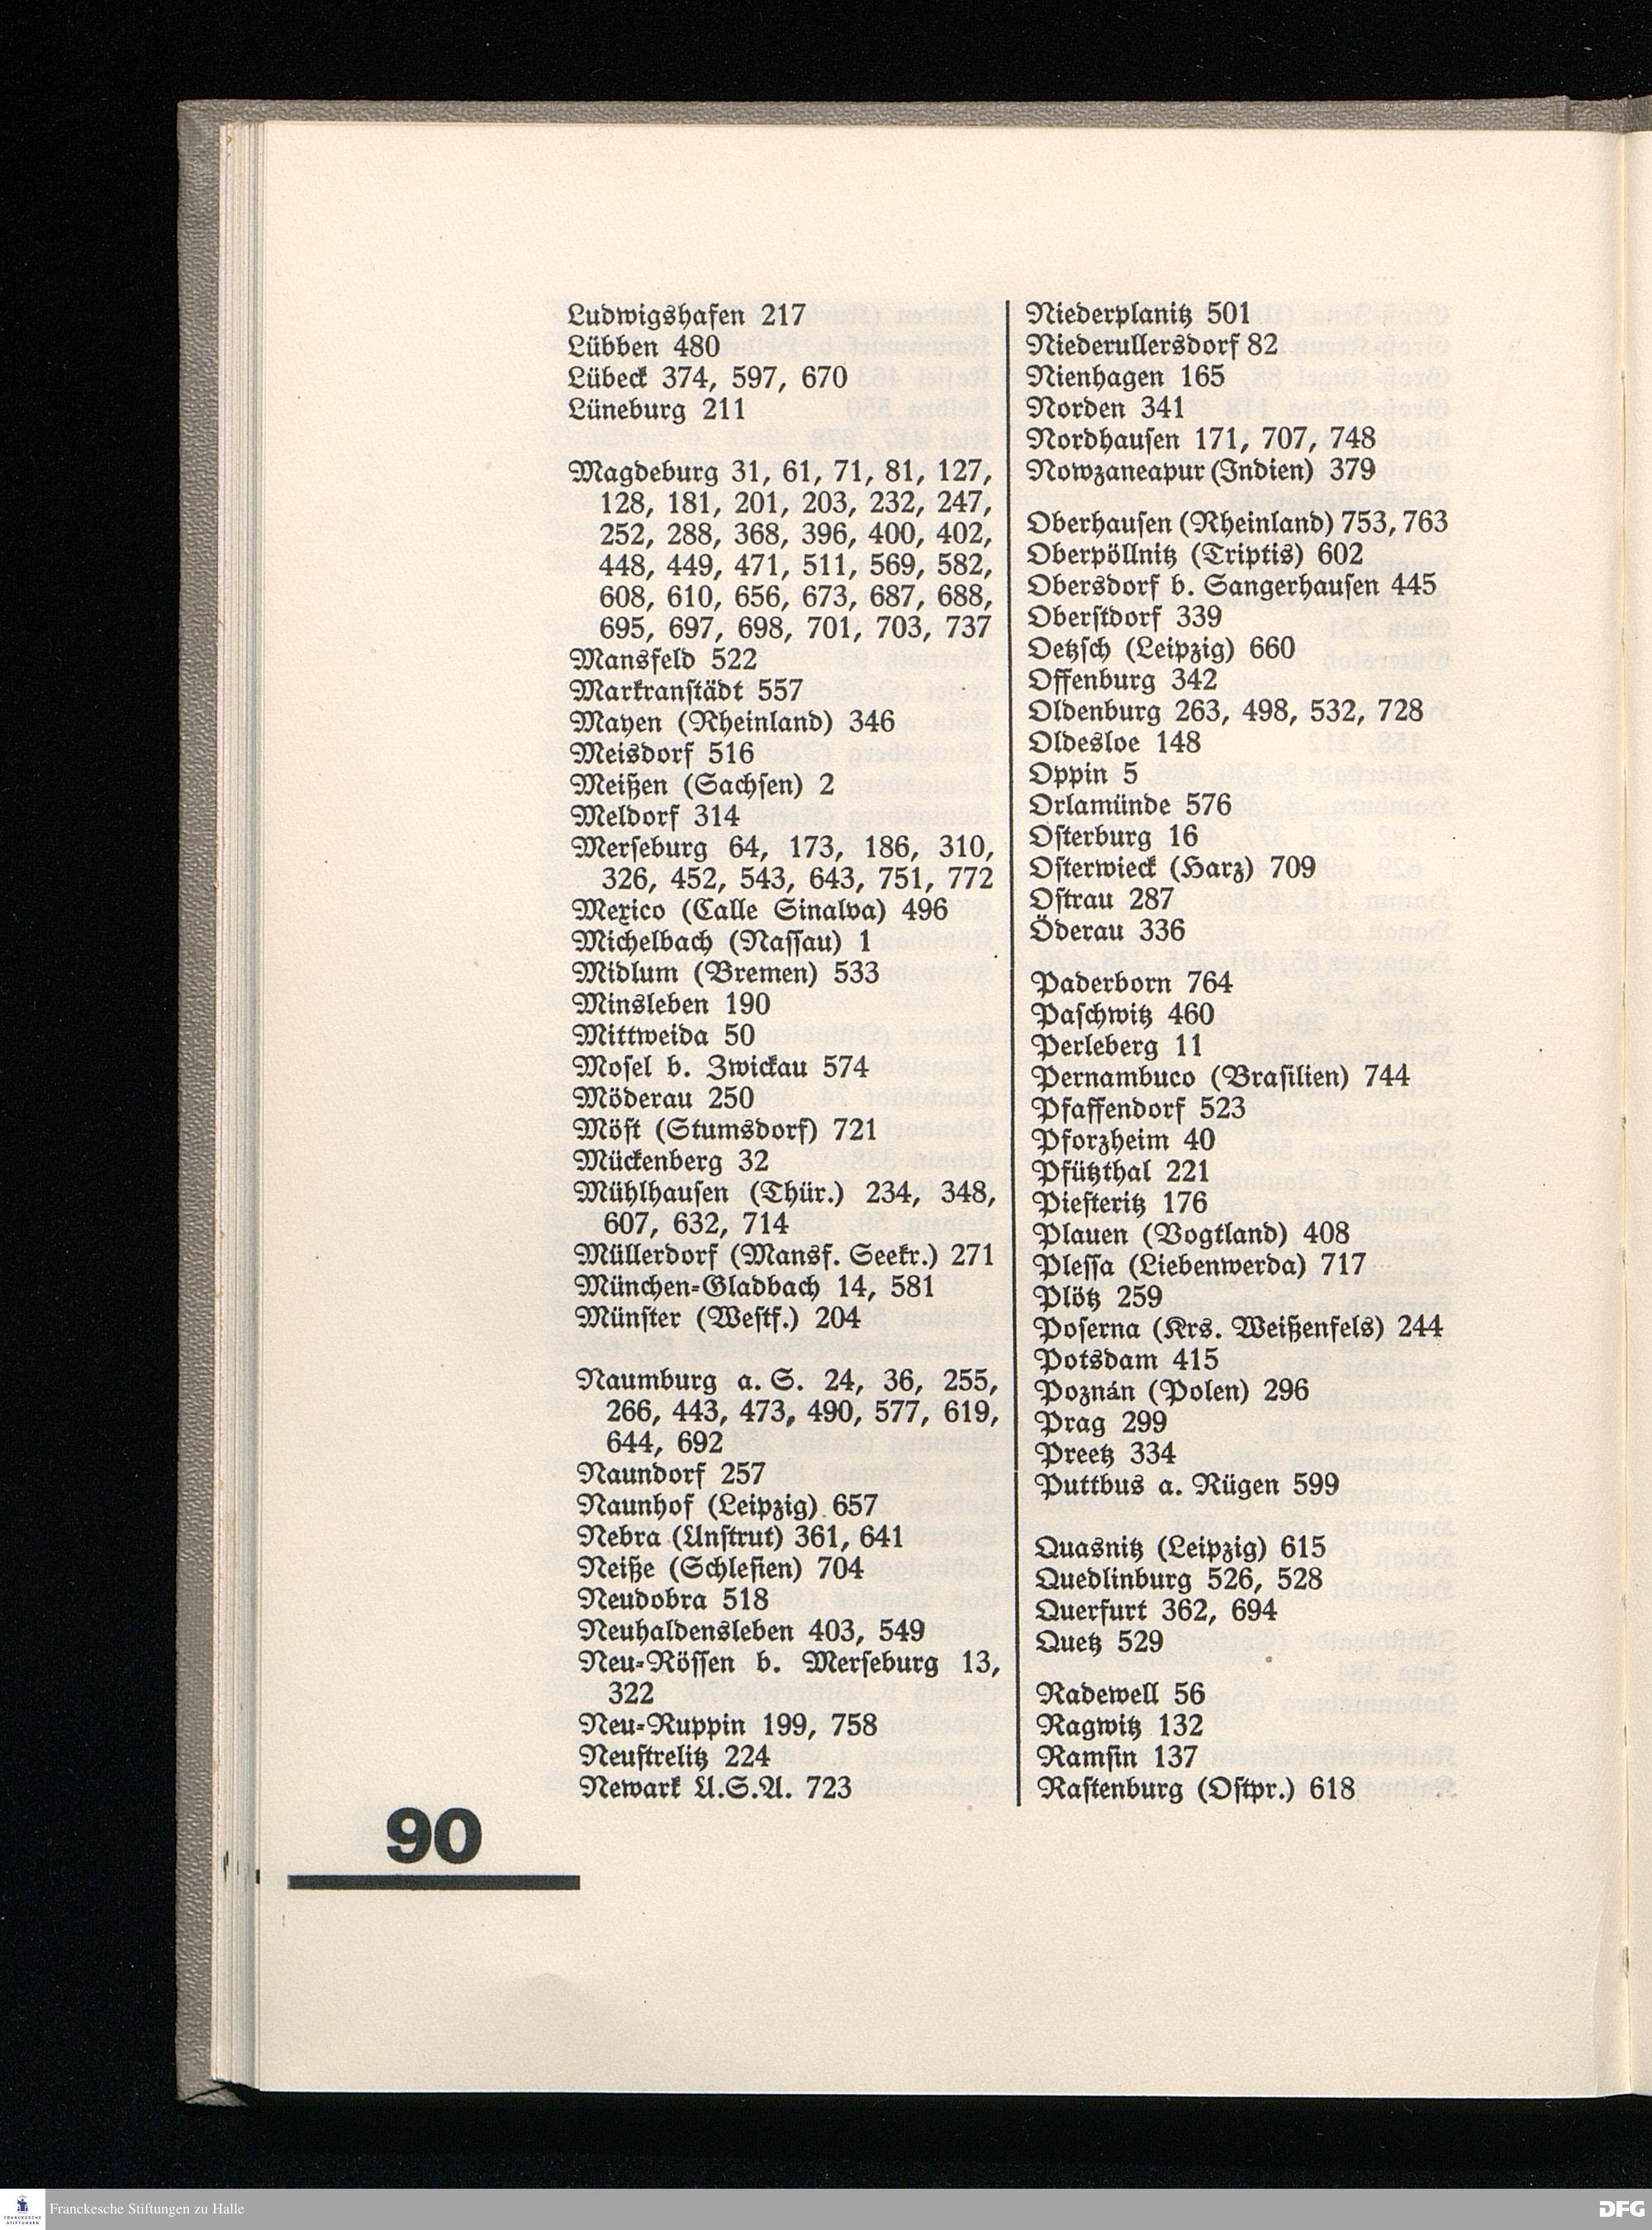 Ludwigshafen 217
Lübben 480
Lübeck 374, 597, 670
Lüneburg 211
Magdeburg 31, 61, 71, 81, 127,
128, 181, 201, 203, 232, 247,
252, 288, 368, 396, 400, 402,
448, 449, 471, 511, 569, 582,
608, 610, 656, 673, 687, 688,
695, 697, 698, 701, 703, 737
Mansfeld 522
Markranſtädt 557
Mayen (Rheinland) 346
Meisdorf 516
Meißen (Sachſen) 2
Meldorf 314
Merſeburg 64, 173, 186, 310,
326, 452, 543, 643, 751, 772
Mexico (Calle Sinalva) 496
Michelbach (Naſſau) 1
Midlum (Bremen) 533
Minsleben 190
Mittweida 50
Moſel b. Zwickau 574
Möderau 250
Möſt (Stumsdorf) 721
Mückenberg 32
Mühlhauſen (Thür.) 234, 348,
607, 632, 714
Müllerdorf (Mansf. Seekr.) 271
München-Gladbach 14, 581
Münſter (Weſtf.) 204
Naumburg a. S. 24, 36, 255,
266, 443, 473, 490, 577, 619,
644, 692
Naundorf 257
Naunhof (Leipzig) 657
Nebra (Unſtrut) 361, 641
Neiße (Schleſien) 704
Neudobra 518
Neuhaldensleben 403, 549
Neu-Röſſen b. Merſeburg 13,
322
Neu-Ruppin 199, 758
Neuſtrelitz 224
Newark U.S.A. 723
Niederplanitz 501
Niederullersdorf 82
Nienhagen 165
Norden 341
Nordhauſen 171, 707, 748
Nowzaneapur (Indien) 379
Oberhauſen (Rheinland) 753, 763
Oberpöllnitz (Triptis) 602
Obersdorf b. Sangerhauſen 445
Oberſtdorf 339
Oetzſch (Leipzig) 660
Offenburg 342
Oldenburg 263, 498, 532, 728
Oldesloe 148
Oppin 5
Orlamünde 576
Oſterburg 16
Oſterwieck (Harz) 709
Oſtrau 287
Öderau 336
Paderborn 764
Paſchwitz 460
Perleberg 11
Pernambuco (Braſilien) 744
Pfaffendorf 523
Pforzheim 40
Pfützthal 221
Pieſteritz 176
Plauen (Vogtland) 408
Pleſſa (Liebenwerda) 717
Plötz 259
Poſerna (Krs. Weißenfels) 244
Potsdam 415
Poznán (Polen) 296
Prag 299
Preetz 334
Puttbus a. Rügen 599
Quasnitz (Leipzig) 615
Quedlinburg 526, 528
Querfurt 362, 694
Quetz 529
Radewell 56
Ragwitz 132
Ramſin 137
Raſtenburg (Oſtpr.) 618
90
FRANCKESCHE
STIFTUNGEN
Franckesche Stiftungen zu Halle
DFG